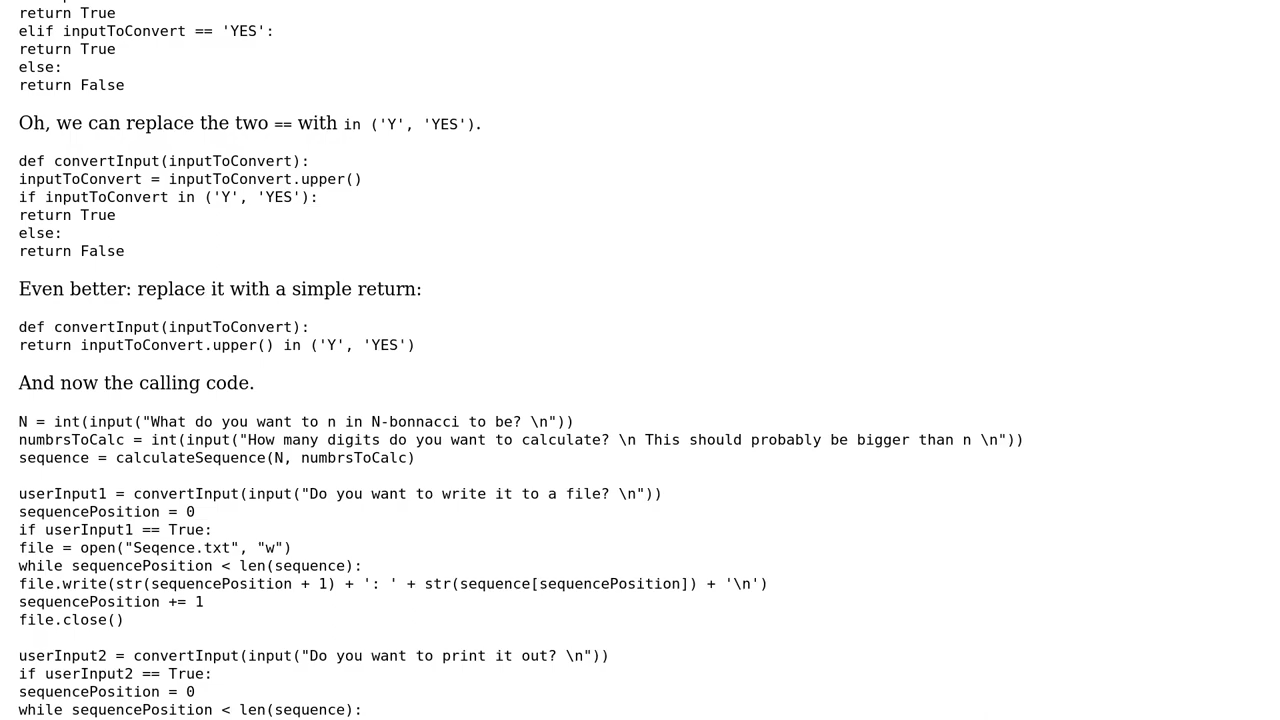 return True
elif inputToConvert == 'YES':
return True
else:
return False
Oh, we can replace the two == with in ('Y', 'YES').
def convertInput(inputToConvert):
inputToConvert = inputToConvert.upper()
if inputToConvert in ('Y', 'YES'):
return True
else:
return False
Even better: replace it with a simple return:
def convertInput(inputToConvert):
return inputToConvert.upper() in ('Y', 'YES')
And now the calling code.
N = int(input("What do you want to n in N-bonnacci to be? \n"))
numbrsToCalc = int(input("How many digits do you want to calculate? \n This should probably be bigger than n \n"))
sequence = calculateSequence(N, numbrsToCalc)
userInput1 = convertInput(input("Do you want to write it to a file? \n"))
sequencePosition = 0
if userInput1 == True:
file = open("Seqence.txt", "w")
while sequencePosition < len(sequence):
file.write(str(sequencePosition + 1) + ': ' + str(sequence[sequencePosition]) + '\n')
sequencePosition += 1
file.close()
userInput2 = convertInput(input("Do you want to print it out? \n"))
if userInput2 == True:
sequencePosition = 0
while sequencePosition < len(sequence):